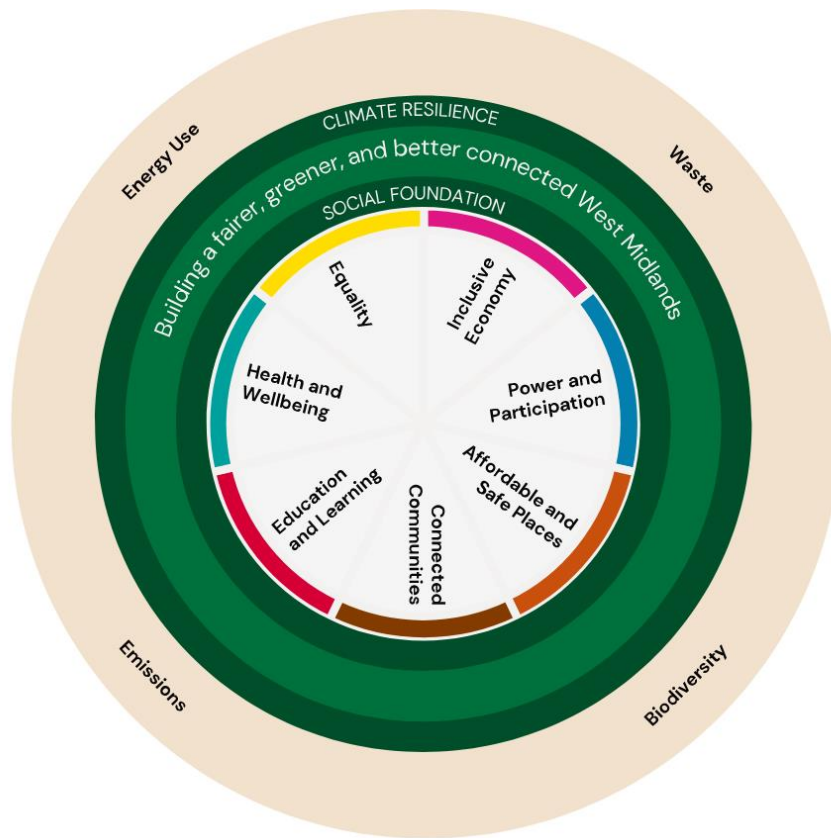 Energy Use
Waste
CLIMATE RESILIENCE
Building a fairer, greener, and better connected West Midlands
SOCIAL FOUNDATION
Equality
Inclusive
Economy
Health and
Wellbeing
Power and
Participation
Education
and Learning
Connected
Communities
Affordable and
Safe Places
Emissions
Biodiversity